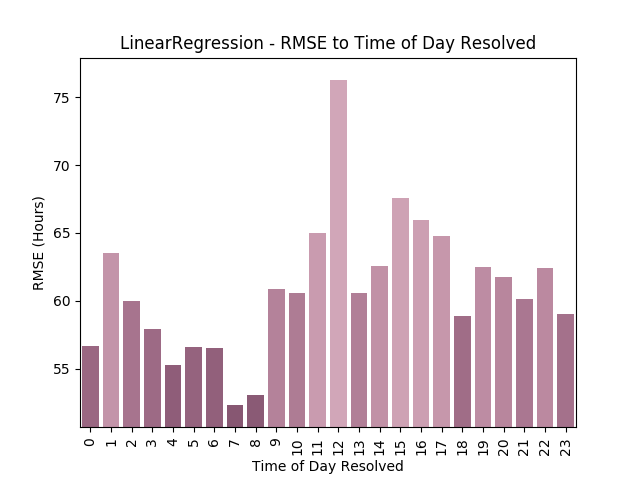 LinearRegression - RMSE to Time of Day Resolved
75
70
65
60
55
RMSE (Hours)
0 1 2 3 4 5 6 7 8 9 10 11 12 13 14 15 16 17 18 19 20 21 22 23
Time of Day Resolved